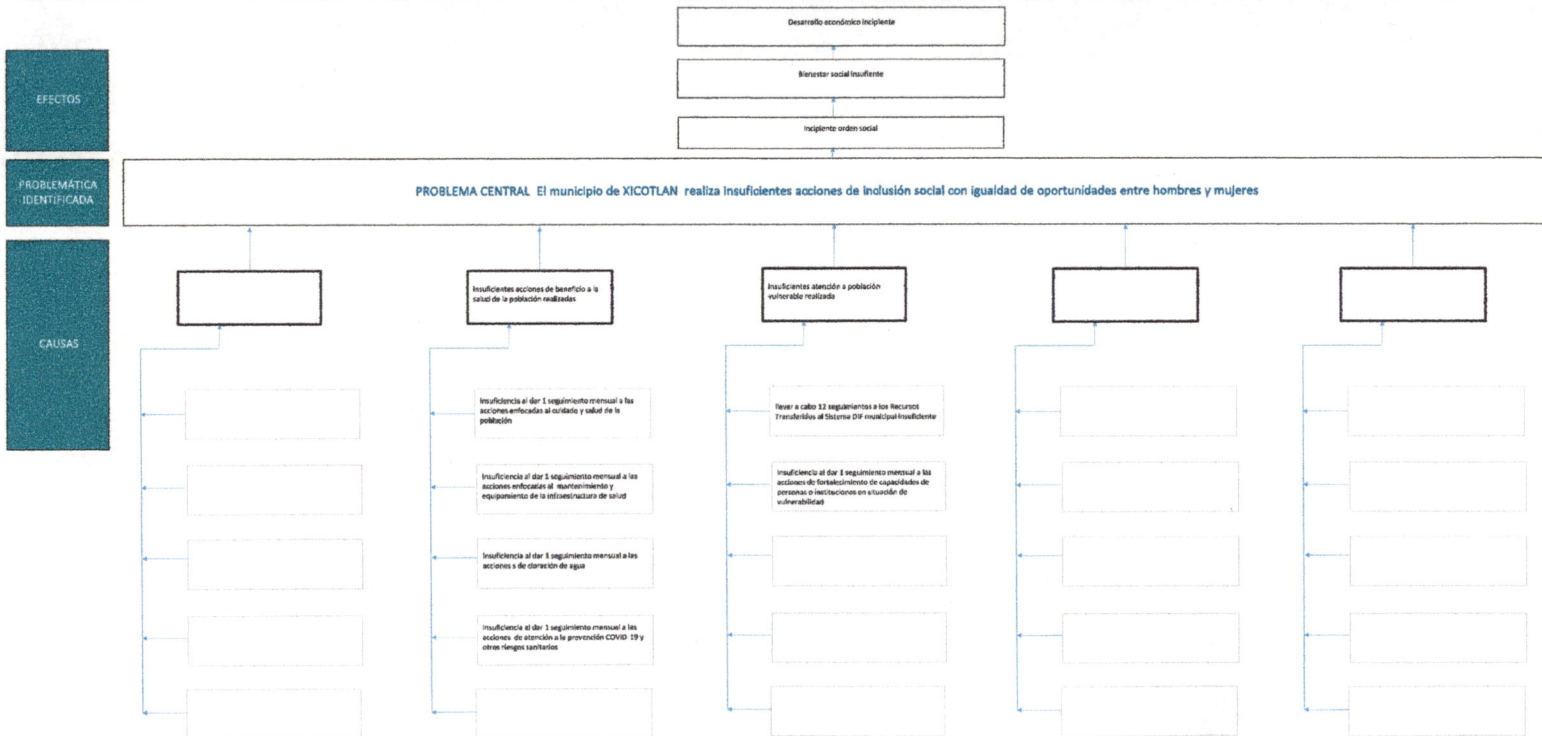 Desarrollo económico incipiente
EFECTOS
Bienestar social insufiente
Incipiente orden social
PROBLEMÁTICA
IDENTIFICADA
PROBLEMA CENTRAL El municipio de XICOTLAN realiza insuficientes acciones de inclusión social con igualdad de oportunidades entre hombres y mujeres
CAUSAS
Insuficientes acciones de beneficio a la
salud de la población realizadas
Insuficientes atención a población
vulnerable realizada
Insuficiencia al dar 1 seguimiento mensual a las
acciones enfocadas al cuidado y salud de la
población
llevar a cabo 12 seguimientos a los Recursos
Transferidos al Sistema DIF municipal insuficiente
Insuficiencia al dar 1 seguimiento mensual a las
acciones enfocadas al mantenimiento y
equipamiento de la infraestructura de salud
Insuficiencia al dar 1 seguimiento mensual a las
acciones de fortalecimiento de capacidades de
personas o instituciones en situación de
vulnerabilidad
Insuficiencia al dar 1 seguimiento mensual a las
acciones s de cloración de agua
Insuficiencia al dar 1 seguimiento mensual a las
acciones de atención a la prevención COVID-19 y
otros riesgos sanitarios